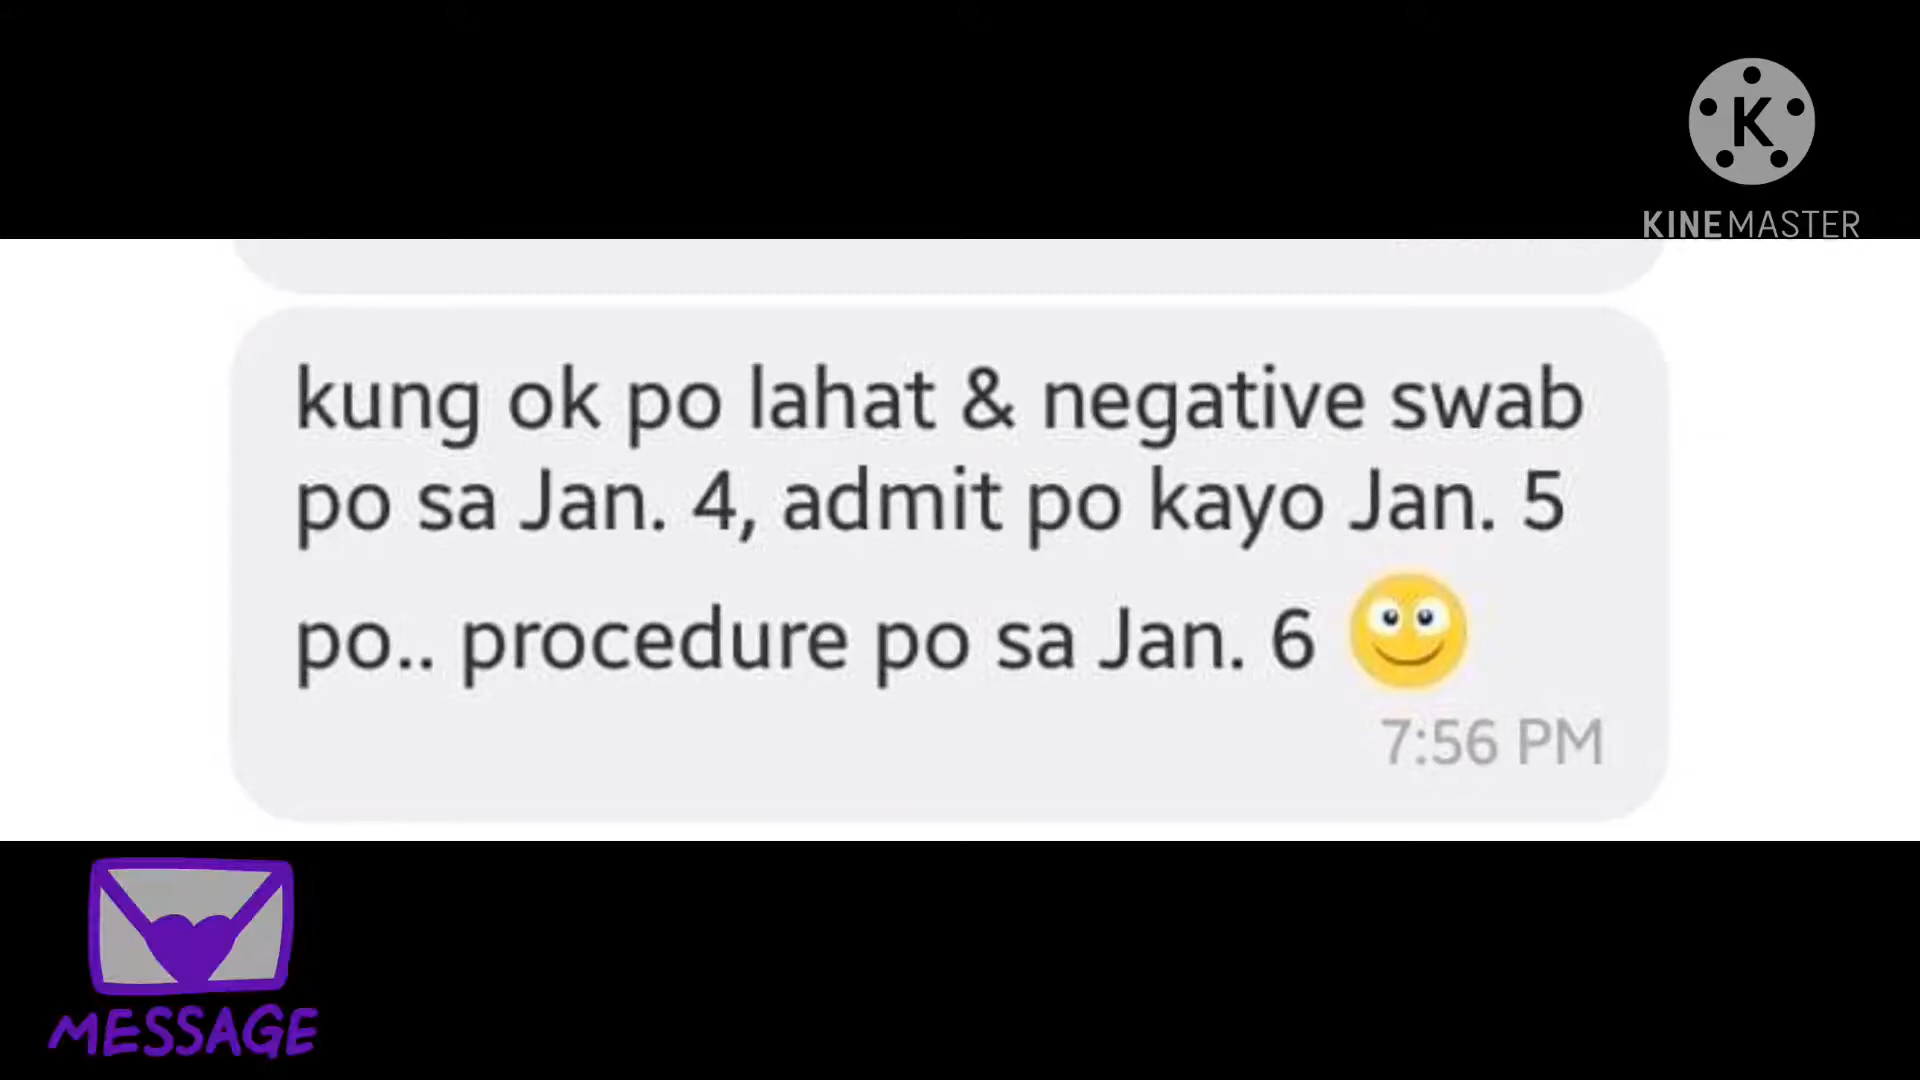 K
KINEMASTER
kung ok po lahat & negative swab
po sa Jan. 4, admit po kayo Jan. 5
po.. procedure po sa Jan. 6
7:56 PM
MESSAGE